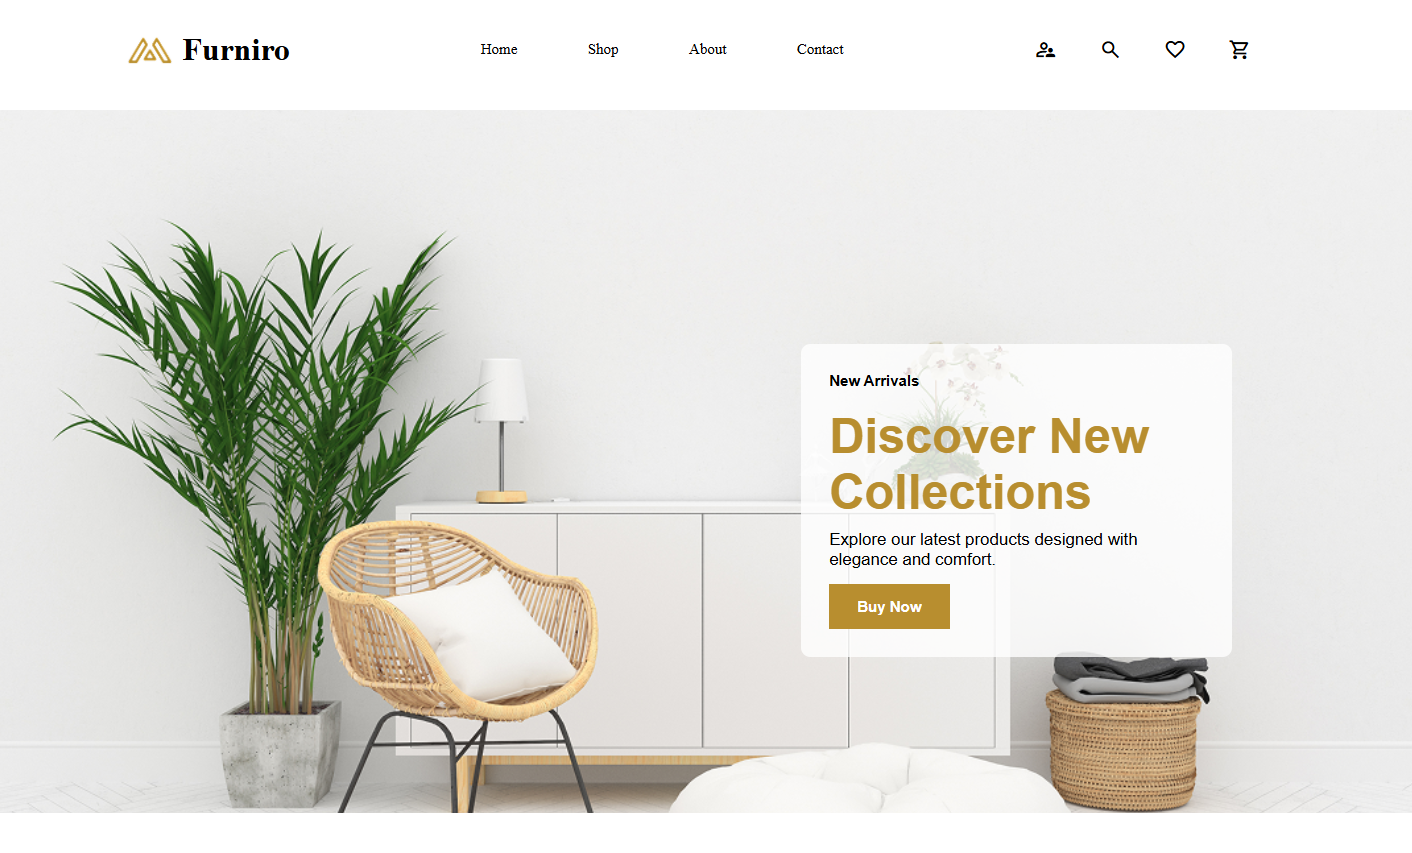 Furniro
Home Shop About Contact
New Arrivals
Discover New
Collections
Explore our latest products designed with
elegance and comfort.
Buy Now